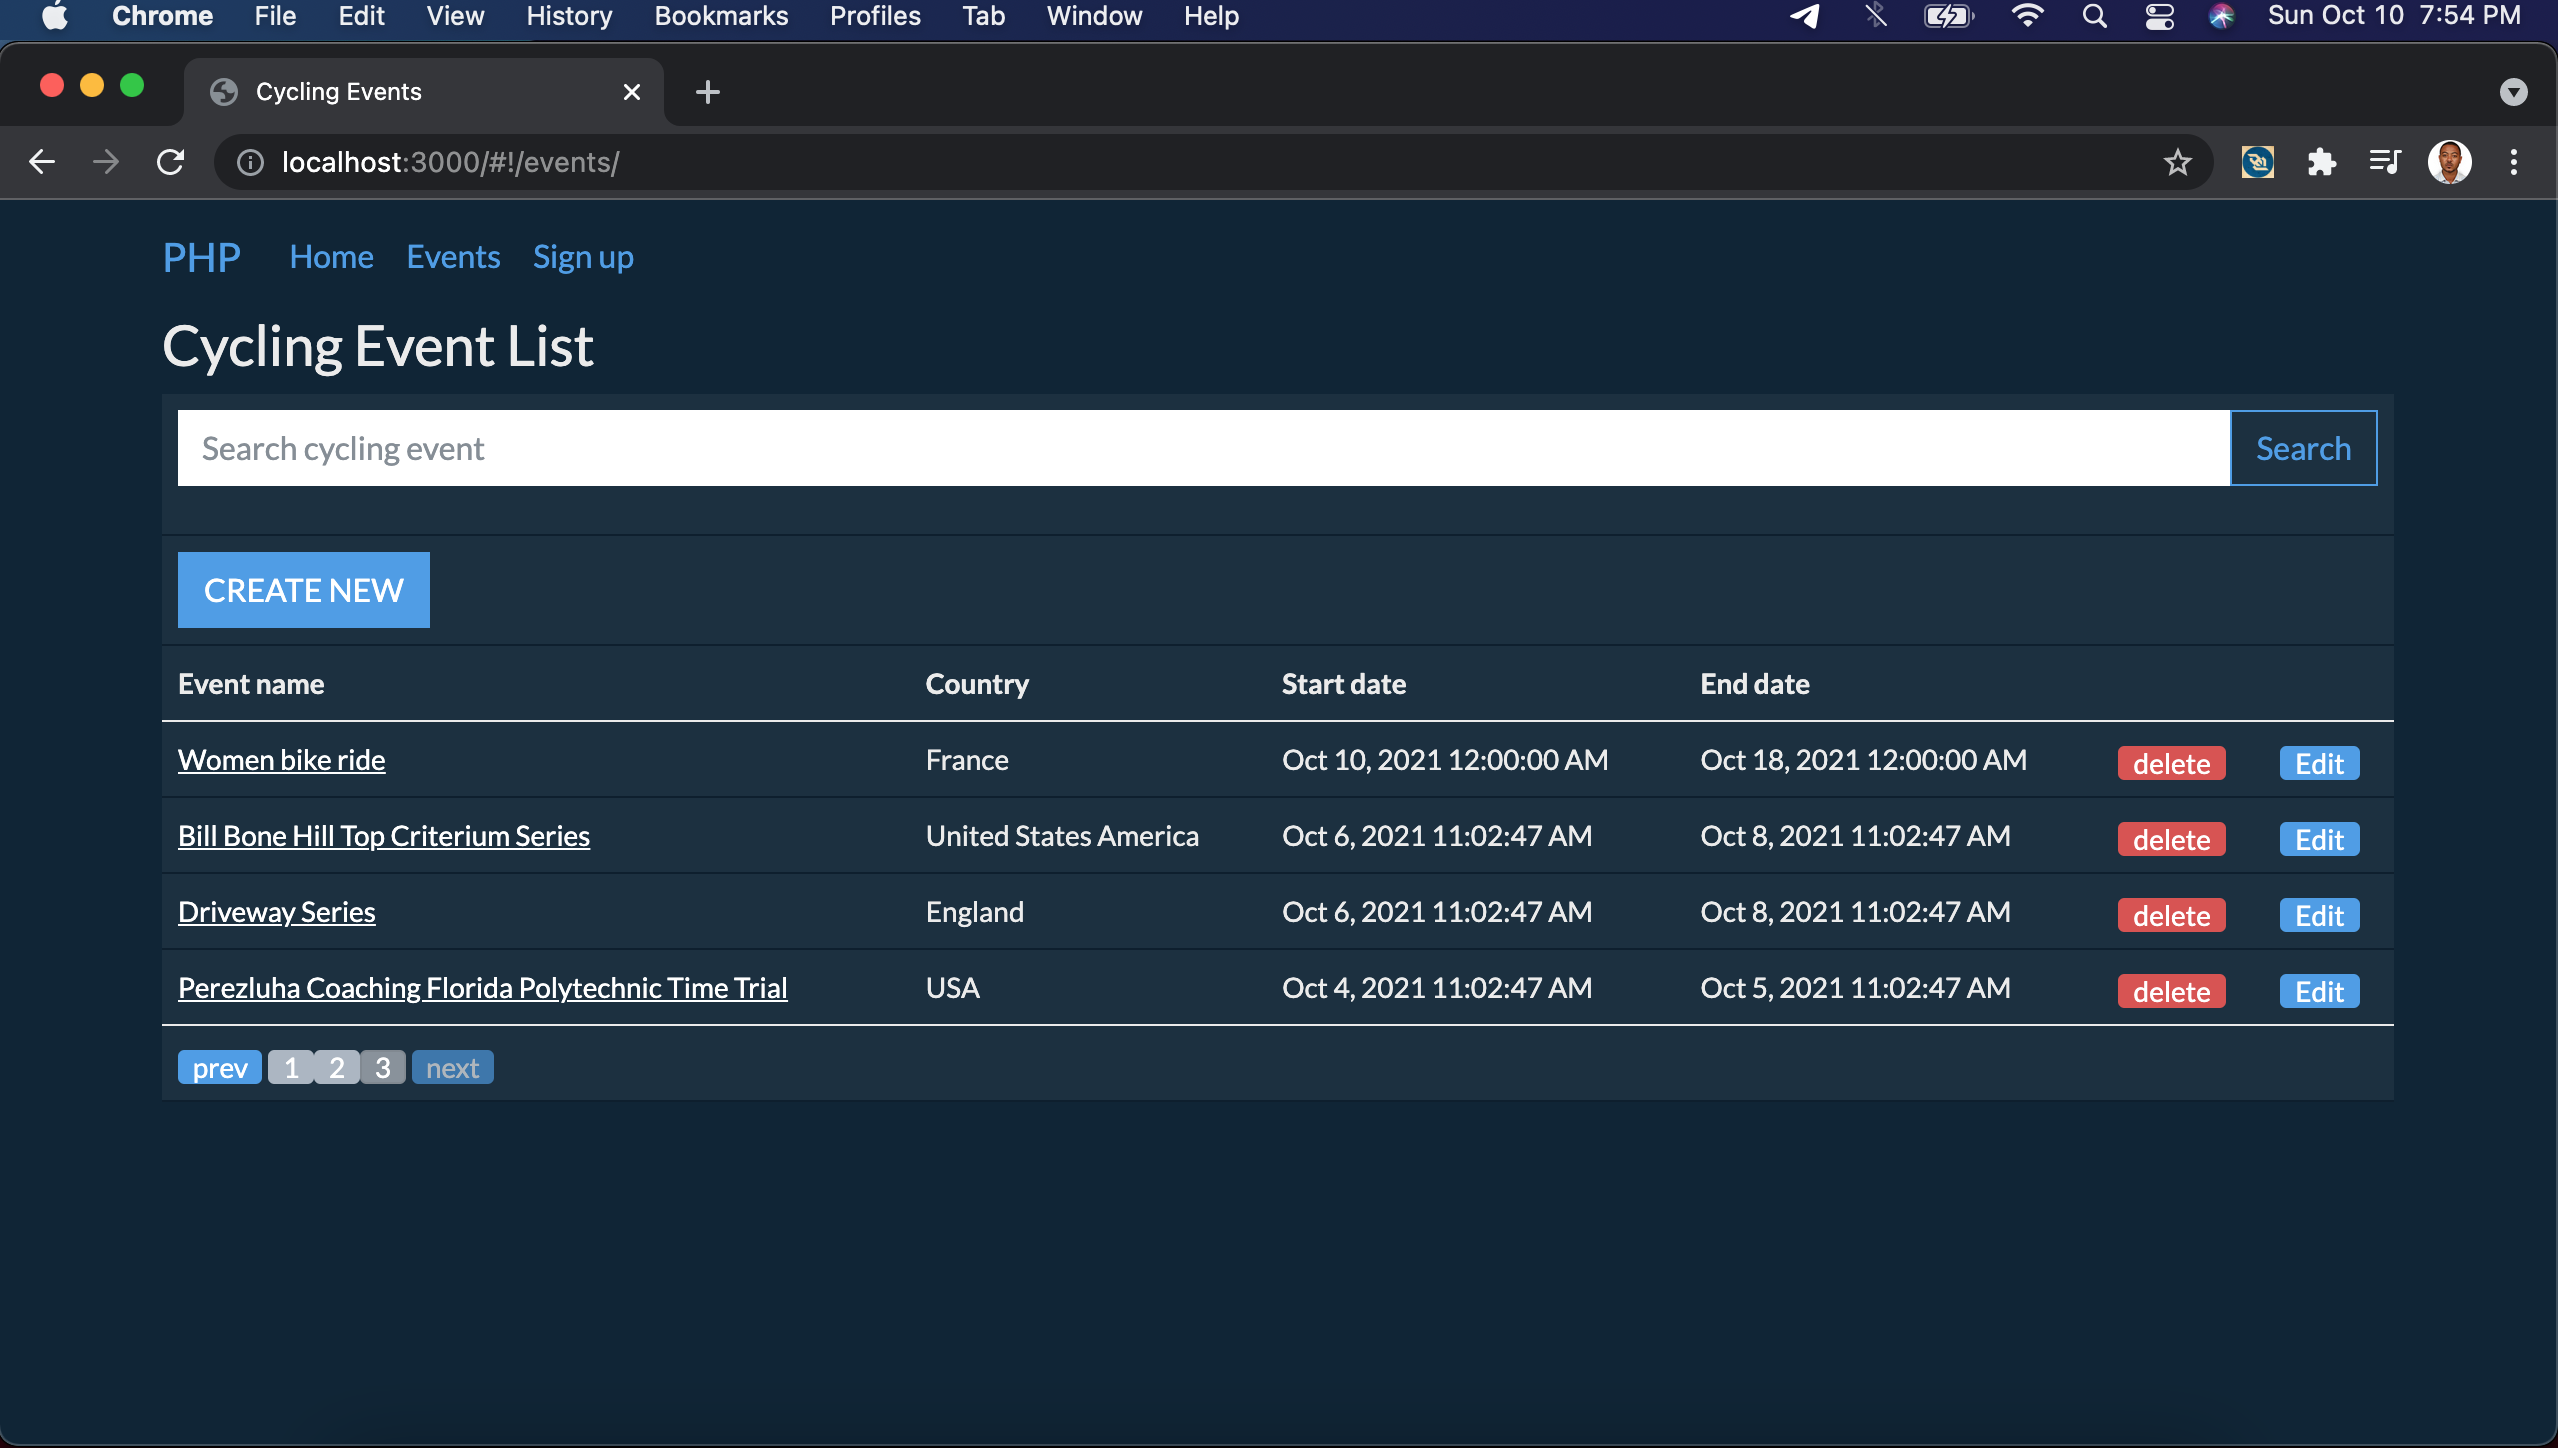 Chrome File Edit View History Bookmarks Profiles Tab Window Help Sun Oct 10 7:54 PM
Cycling Events
localhost:3000/#!/events/
PHP Home Events Sign up
Cycling Event List
Search cycling event Search
CREATE NEW
Event name Country Start date End date
Women bike ride France Oct 10, 2021 12:00:00 AM Oct 18, 2021 12:00:00 AM delete Edit
Bill Bone Hill Top Criterium Series United States America Oct 6, 2021 11:02:47 AM Oct 8, 2021 11:02:47 AM delete Edit
Driveway Series England Oct 6, 2021 11:02:47 AM Oct 8, 2021 11:02:47 AM delete Edit
Perezluha Coaching Florida Polytechnic Time Trial USA Oct 4, 2021 11:02:47 AM Oct 5, 2021 11:02:47 AM delete Edit
prev 1 2 3 next